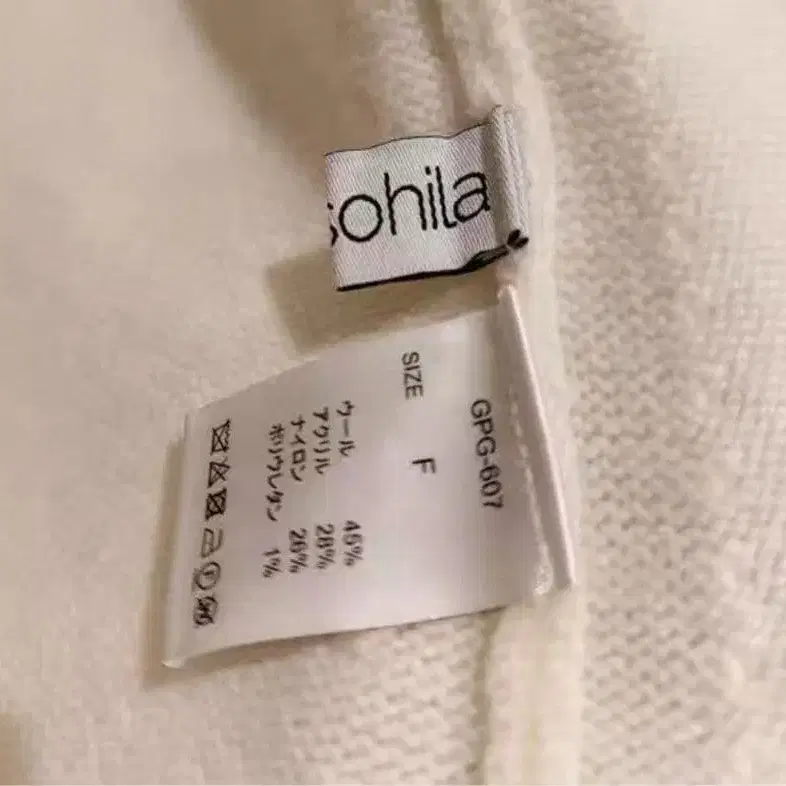 sohila
GPG-607
SIZE F
ウール 45%
アクリル 28%
ナイロン 26%
ポリウレタン 1%